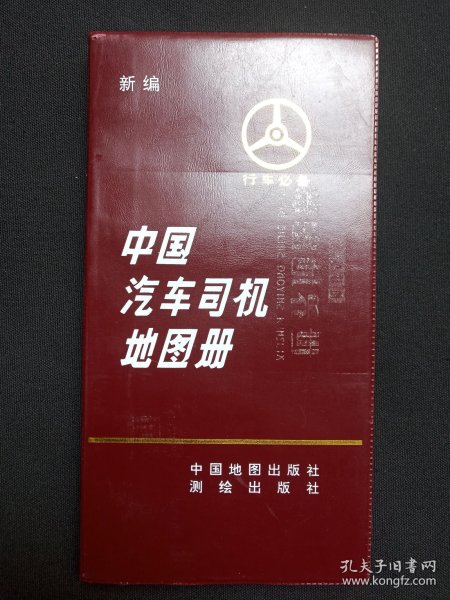 新编
行车必备
中国
汽车司机
地图册
中国地图出版社
测绘出版社
孔夫子旧书网
www.kongfz.com